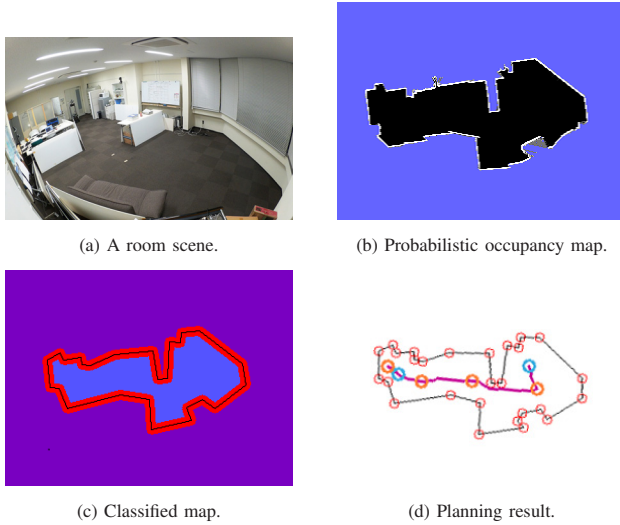 (a) A room scene.
(b) Probabilistic occupancy map.
(c) Classified map.
(d) Planning result.